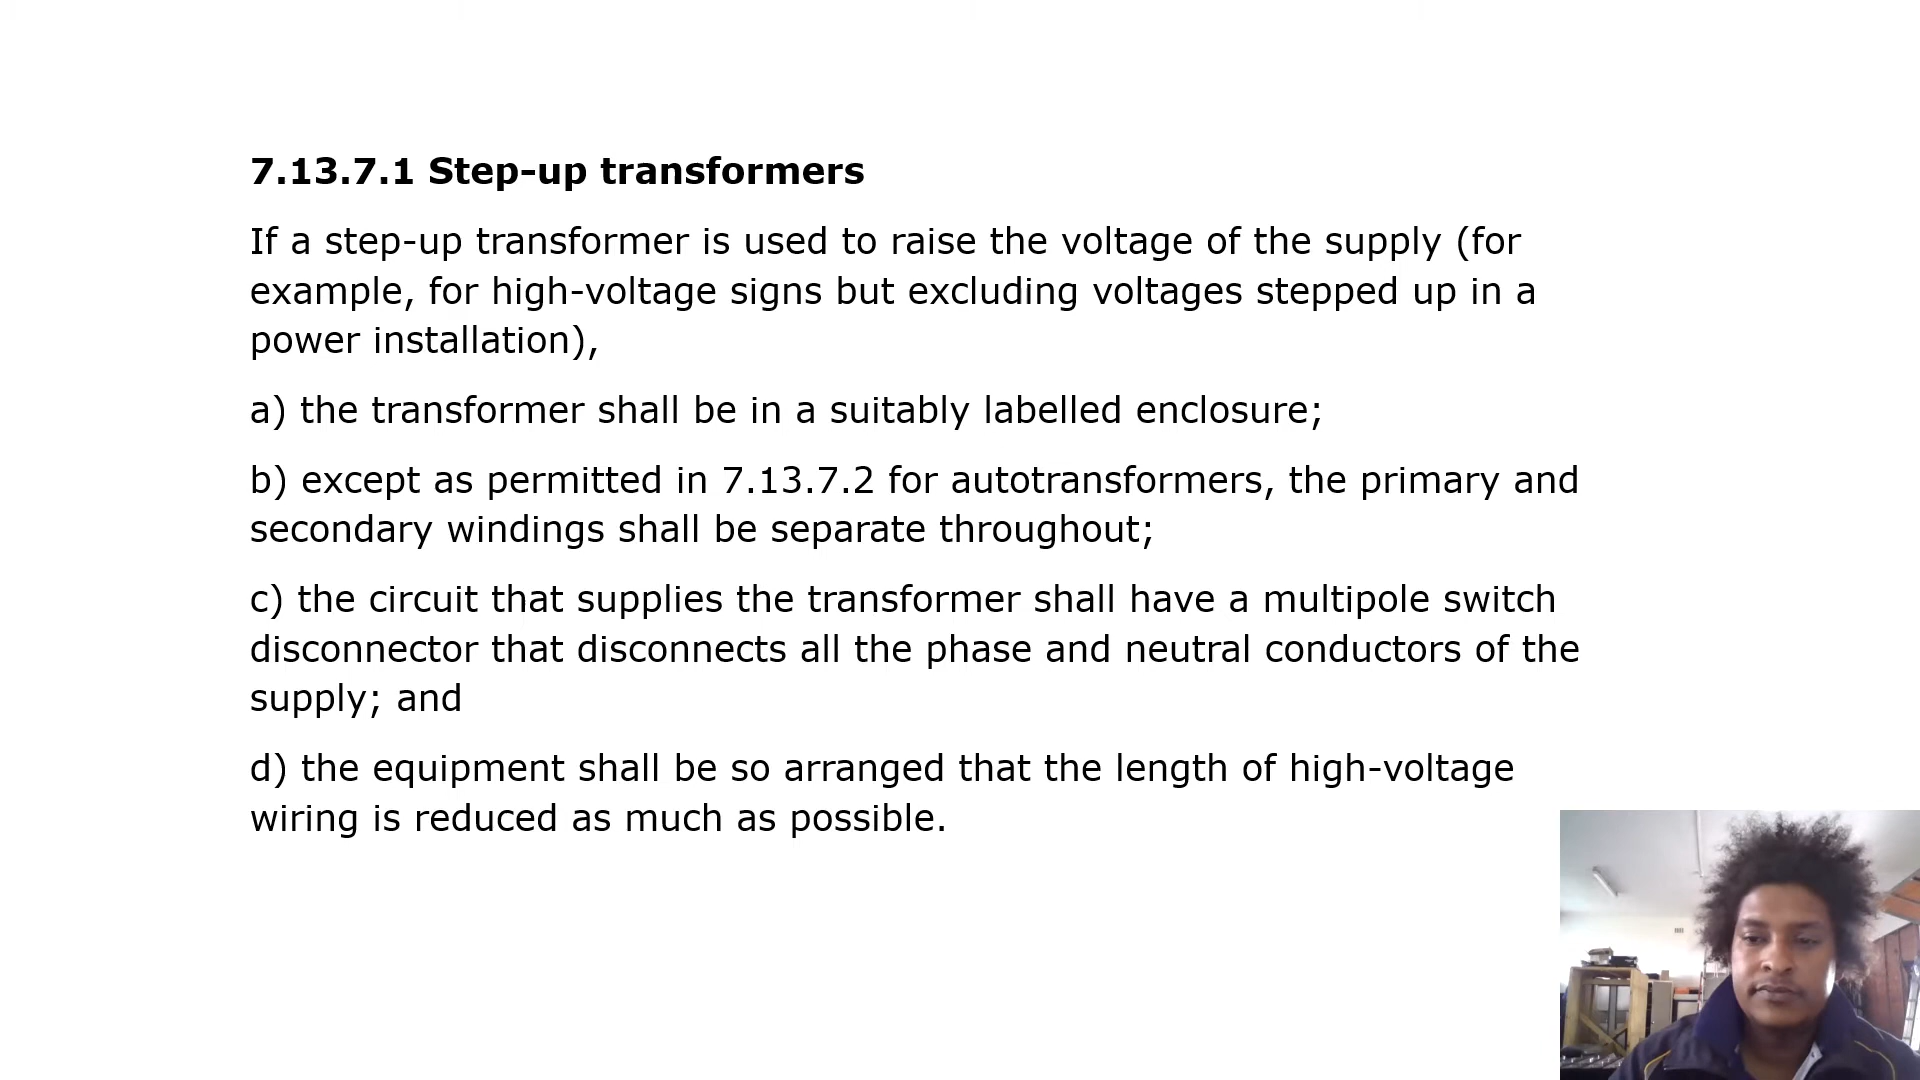 7.13.7.1 Step-up transformers
If a step-up transformer is used to raise the voltage of the supply (for
example, for high-voltage signs but excluding voltages stepped up in a
power installation),
a) the transformer shall be in a suitably labelled enclosure;
b) except as permitted in 7.13.7.2 for autotransformers, the primary and
secondary windings shall be separate throughout;
c) the circuit that supplies the transformer shall have a multipole switch
disconnector that disconnects all the phase and neutral conductors of the
supply; and
d) the equipment shall be so arranged that the length of high-voltage
wiring is reduced as much as possible.